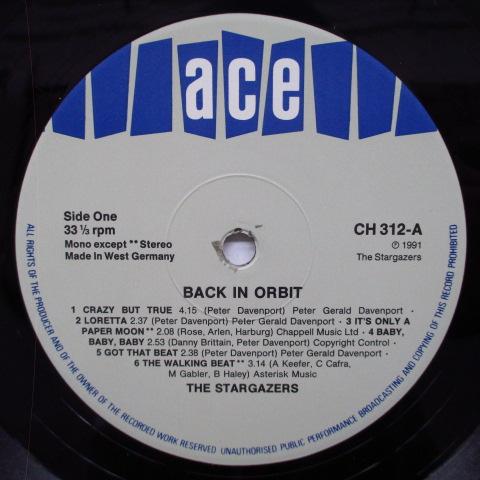 ace
Side One
33 ⅓ rpm
Mono except ** Stereo
Made In West Germany
CH 312-A
℗ 1991
The Stargazers
BACK IN ORBIT
1 CRAZY BUT TRUE 4.15 (Peter Davenport) Peter Gerald Davenport ·
· 2 LORETTA 2.37 (Peter Davenport) Peter Gerald Davenport · 3 IT'S ONLY A
PAPER MOON** 2.08 (Rose, Arlen, Harburg) Chappell Music Ltd · 4 BABY,
BABY, BABY 2.53 (Danny Brittain, Peter Davenport) Copyright Control ·
5 GOT THAT BEAT 2.38 (Peter Davenport) Peter Gerald Davenport ·
6 THE WALKING BEAT** 3.14 (A Keefer, C Cafra,
M Gabler, B Haley) Asterisk Music
THE STARGAZERS
ALL RIGHTS OF THE PRODUCER AND OF THE OWNER OF THE RECORDED WORK RESERVED UNAUTHORISED PUBLIC PERFORMANCE BROADCASTING AND COPYING OF THIS RECORD PROHIBITED